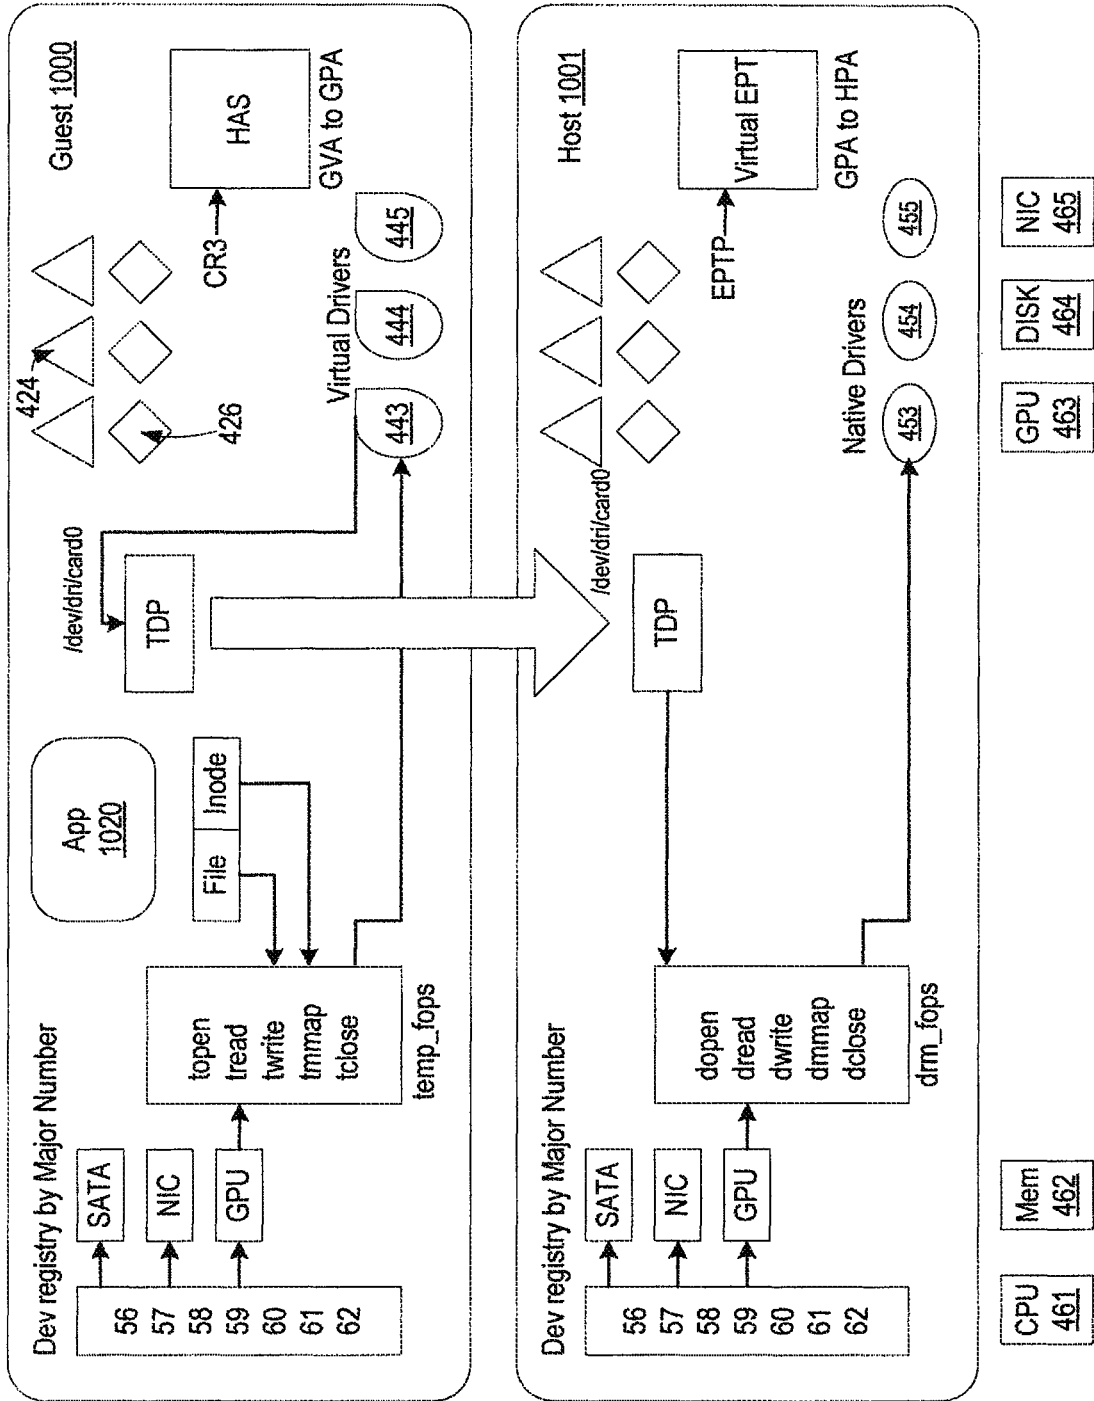 Guest 1000
Dev registry by Major Number
56
57
58
59
60
61
62
SATA
NIC
GPU
topen
tread
twrite
tmmap
tclose
temp_fops
App
1020
File
Inode
/dev/dri/card0
TDP
424
426
Virtual Drivers
443
444
445
CR3
HAS
GVA to GPA
Host 1001
Dev registry by Major Number
56
57
58
59
60
61
62
SATA
NIC
GPU
dopen
dread
dwrite
dmmap
dclose
drm_fops
TDP
/dev/dri/card0
EPTP
Virtual EPT
GPA to HPA
Native Drivers
453
454
455
CPU
461
Mem
462
GPU
463
DISK
464
NIC
465